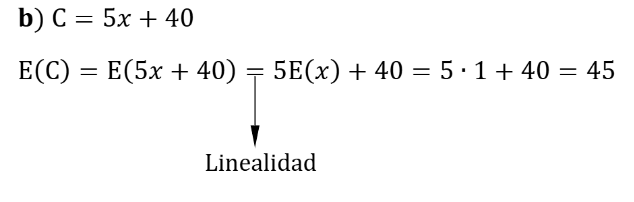 b) C = 5x + 40
E(C) = E(5x + 40) = 5E(x) + 40 = 5 · 1 + 40 = 45
Linealidad